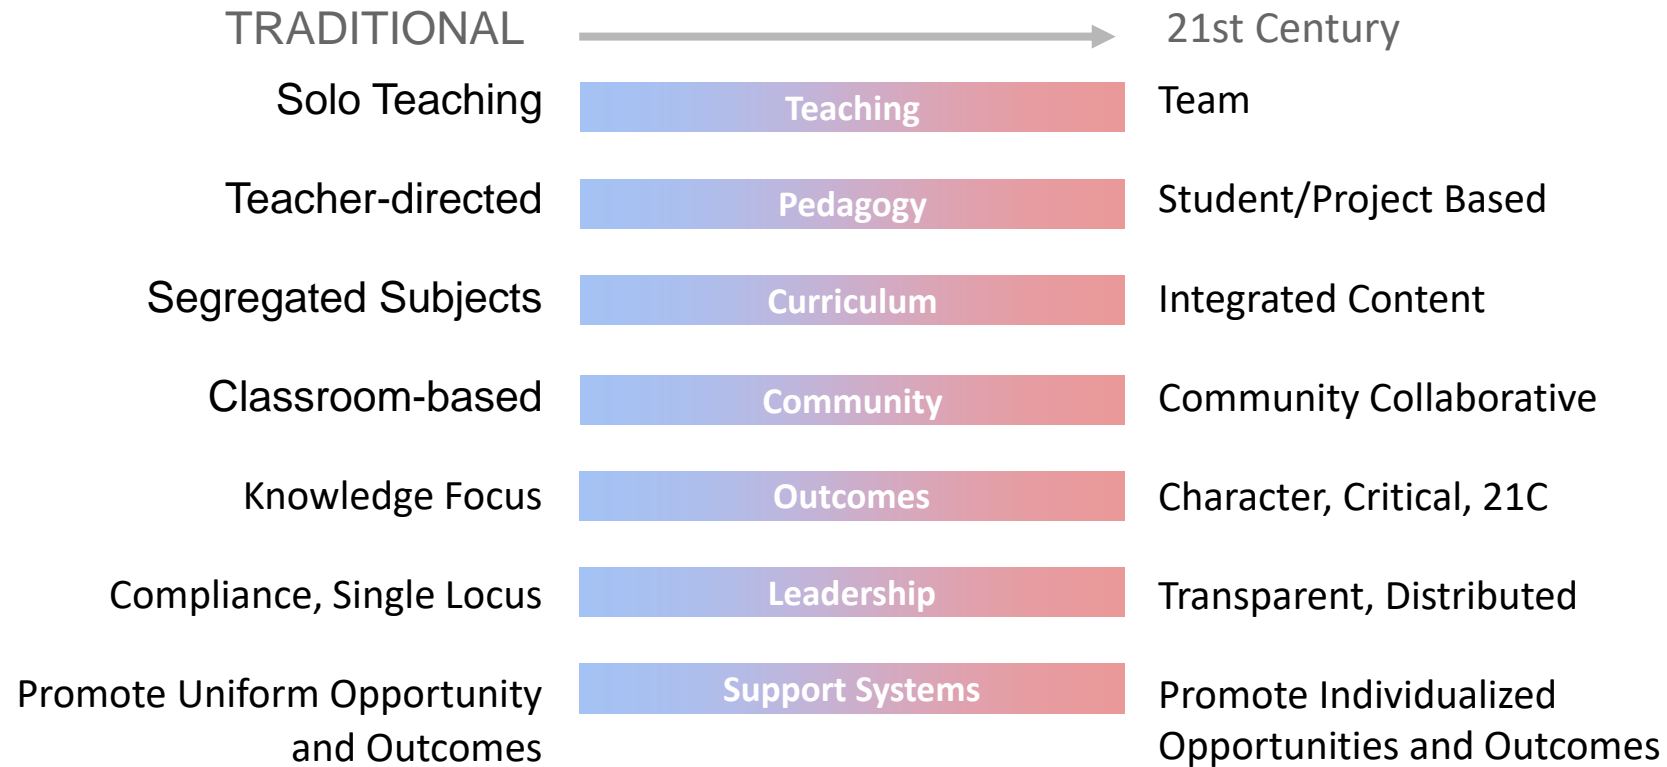 TRADITIONAL 21st Century
Solo Teaching Teaching Team
Teacher-directed Pedagogy Student/Project Based
Segregated Subjects Curriculum Integrated Content
Classroom-based Community Community Collaborative
Knowledge Focus Outcomes Character, Critical, 21C
Compliance, Single Locus Leadership Transparent, Distributed
Promote Uniform Opportunity Support Systems Promote Individualized
and Outcomes Opportunities and Outcomes